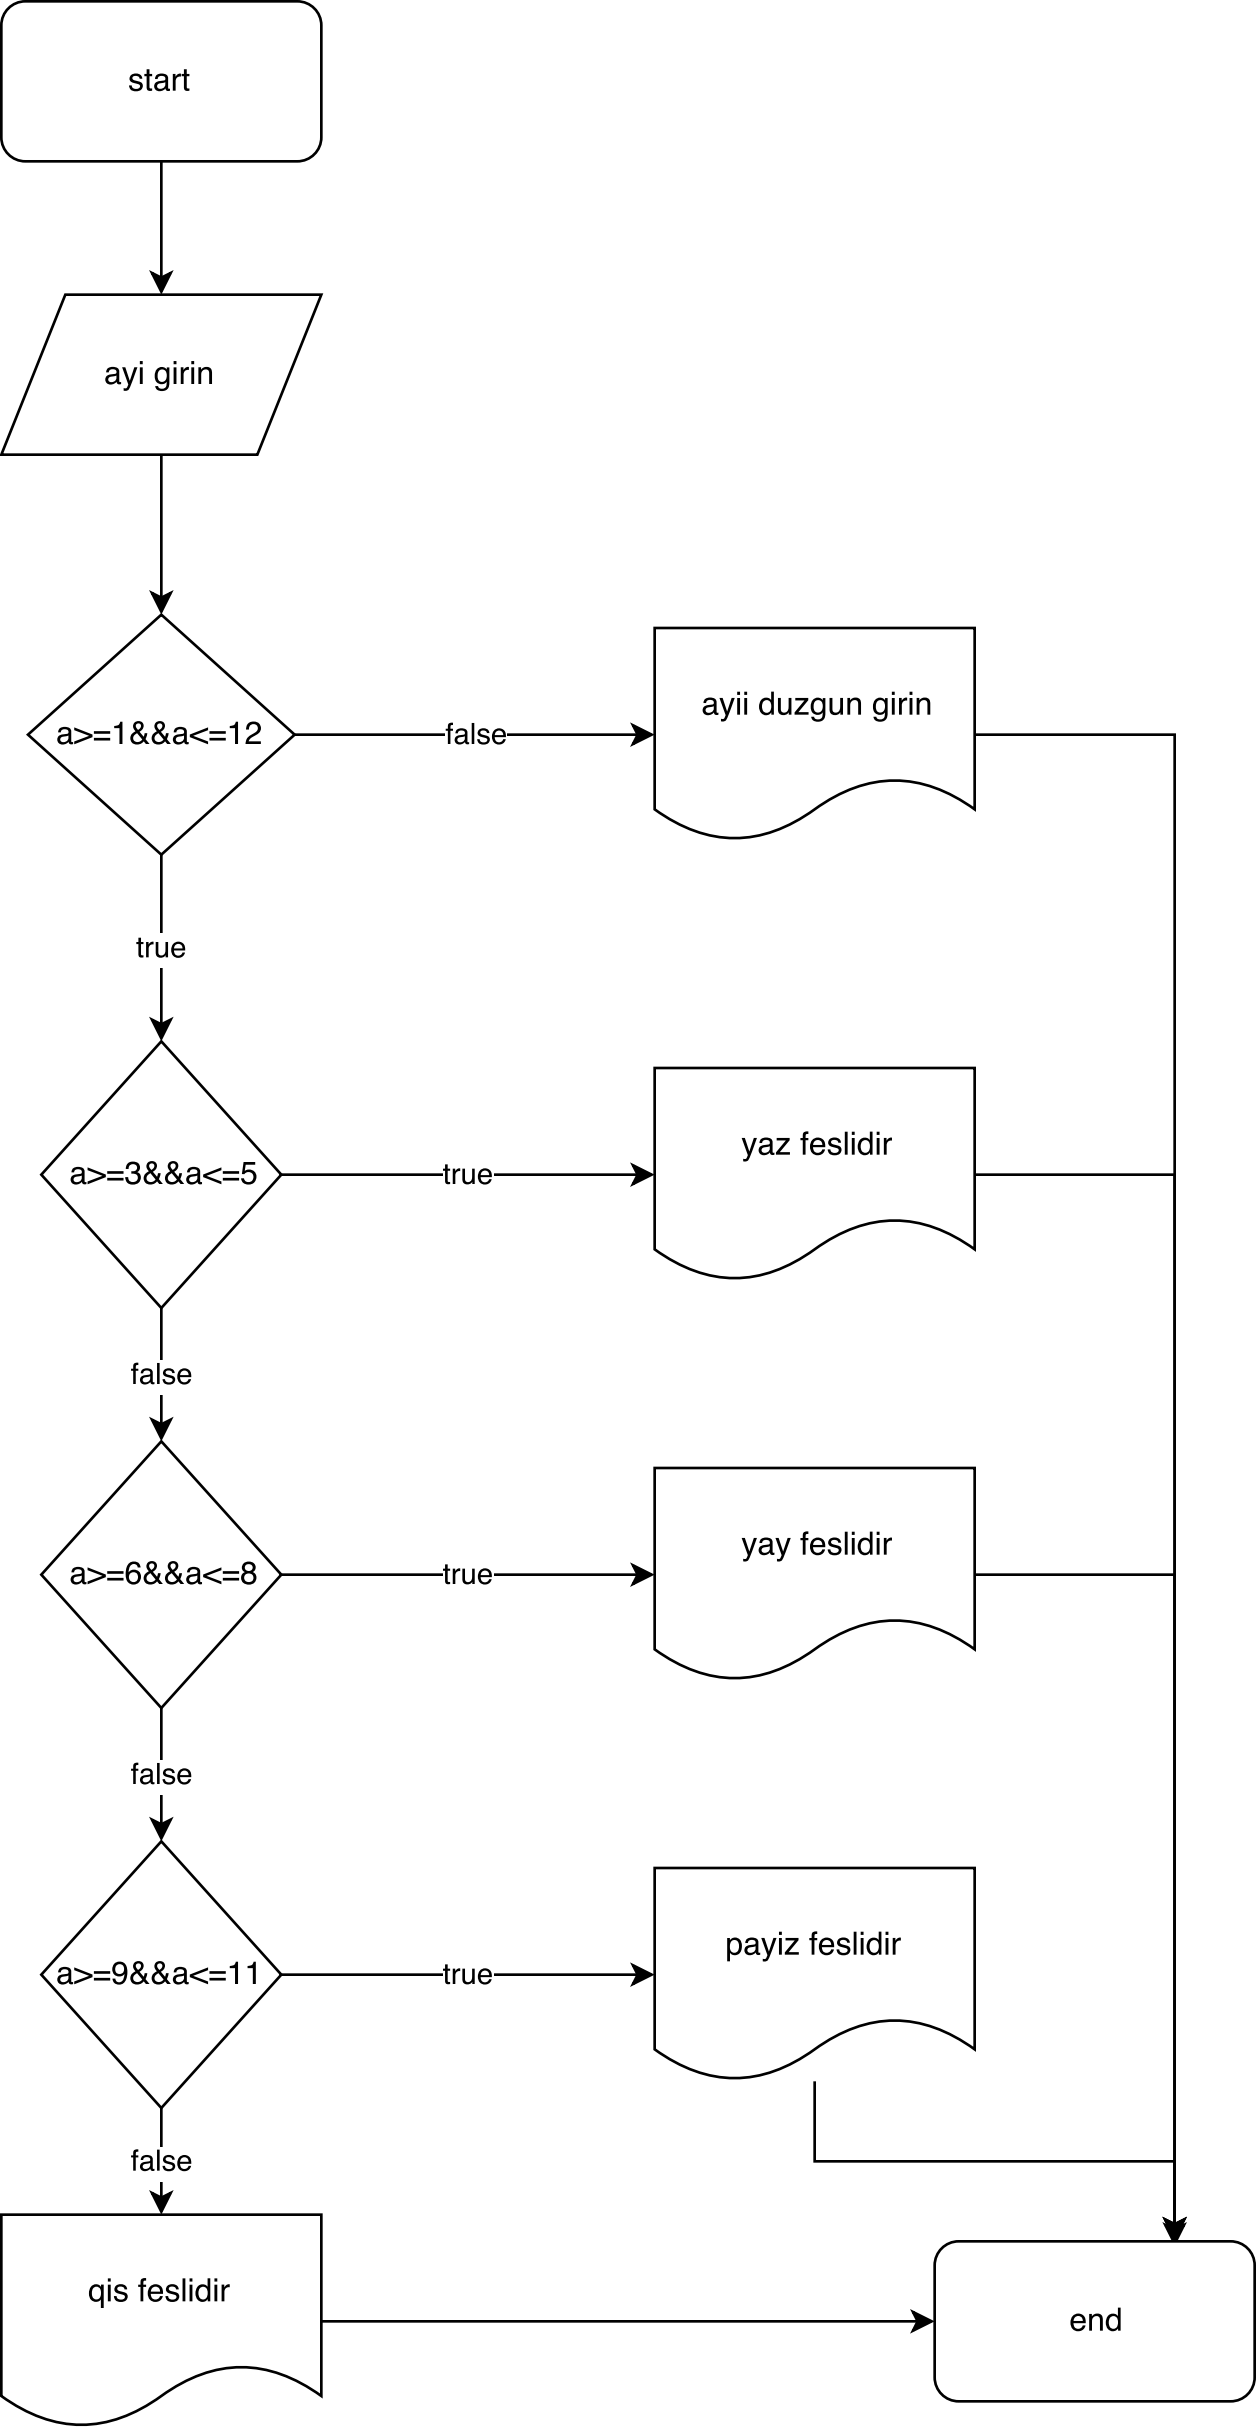 start
ayi girin
a>=1&&a<=12
false
ayii duzgun girin
true
a>=3&&a<=5
true
yaz feslidir
false
a>=6&&a<=8
true
yay feslidir
false
a>=9&&a<=11
true
payiz feslidir
false
qis feslidir
end